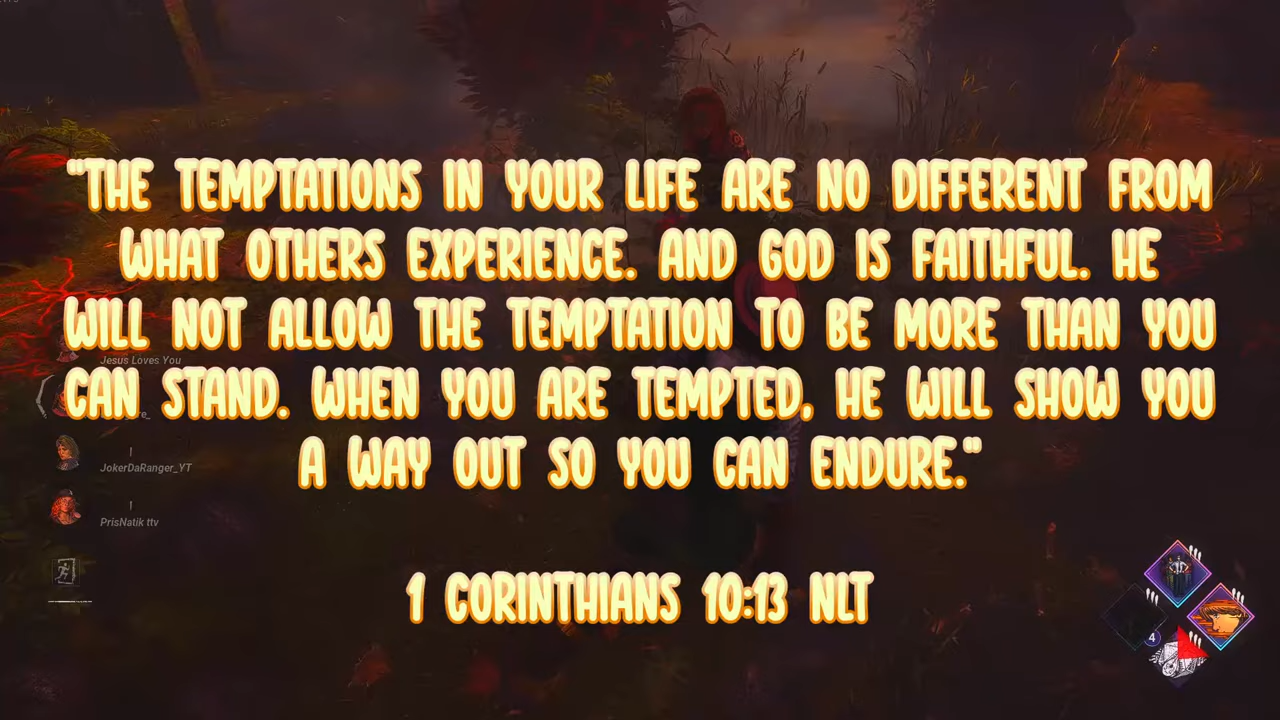 "THE TEMPTATIONS IN YOUR LIFE ARE NO DIFFERENT FROM
WHAT OTHERS EXPERIENCE. AND GOD IS FAITHFUL. HE
WILL NOT ALLOW THE TEMPTATION TO BE MORE THAN YOU
CAN STAND. WHEN YOU ARE TEMPTED, HE WILL SHOW YOU
A WAY OUT SO YOU CAN ENDURE."
1 CORINTHIANS 10:13 NLT
Jesus Loves You
JokerDaRanger_YT
PrisNatik ttv
4